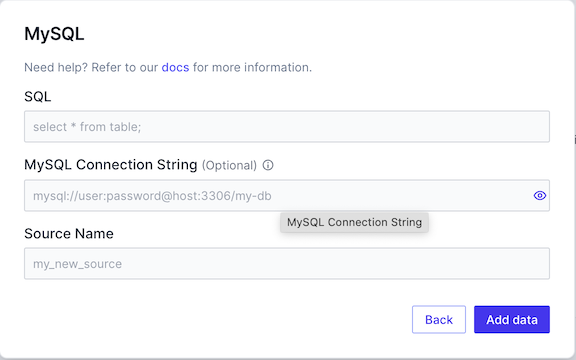 MySQL
Need help? Refer to our docs for more information.
SQL
select * from table;
MySQL Connection String (Optional)
mysql://user:password@host:3306/my-db
MySQL Connection String
Source Name
my_new_source
Back
Add data